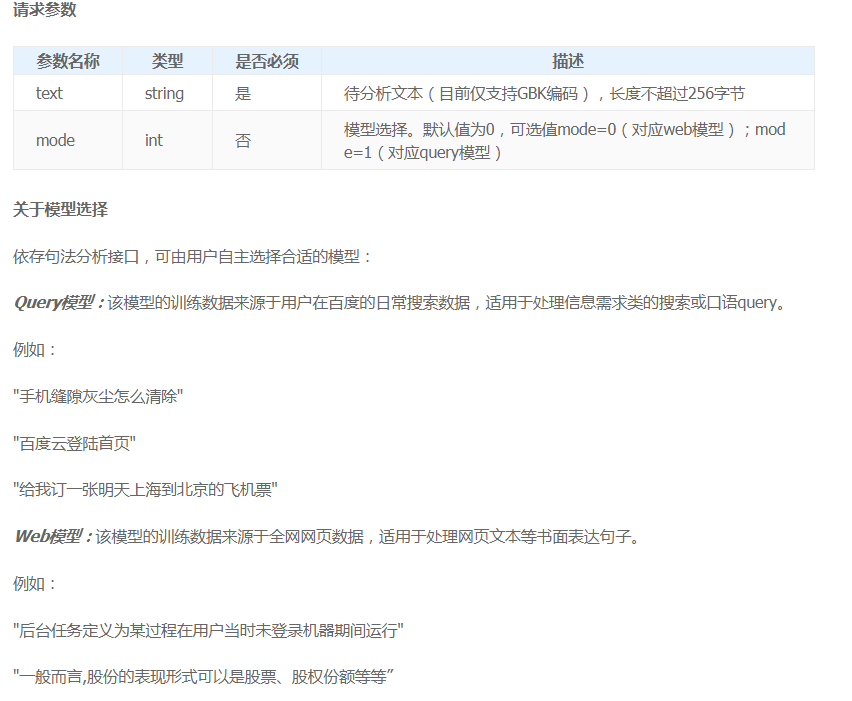 请求参数
参数名称 类型 是否必须 描述
text string 是 待分析文本（目前仅支持GBK编码），长度不超过256字节
mode int 否 模型选择。默认值为0，可选值mode=0（对应web模型）；mod
e=1（对应query模型）
关于模型选择
依存句法分析接口，可由用户自主选择合适的模型：
Query模型：该模型的训练数据来源于用户在百度的日常搜索数据，适用于处理信息需求类的搜索或口语query。
例如：
"手机缝隙灰尘怎么清除"
"百度云登陆首页"
"给我订一张明天上海到北京的飞机票"
Web模型：该模型的训练数据来源于全网网页数据，适用于处理网页文本等书面表达句子。
例如：
"后台任务定义为某过程在用户当时未登录机器期间运行"
"一般而言,股份的表现形式可以是股票、股权份额等等”